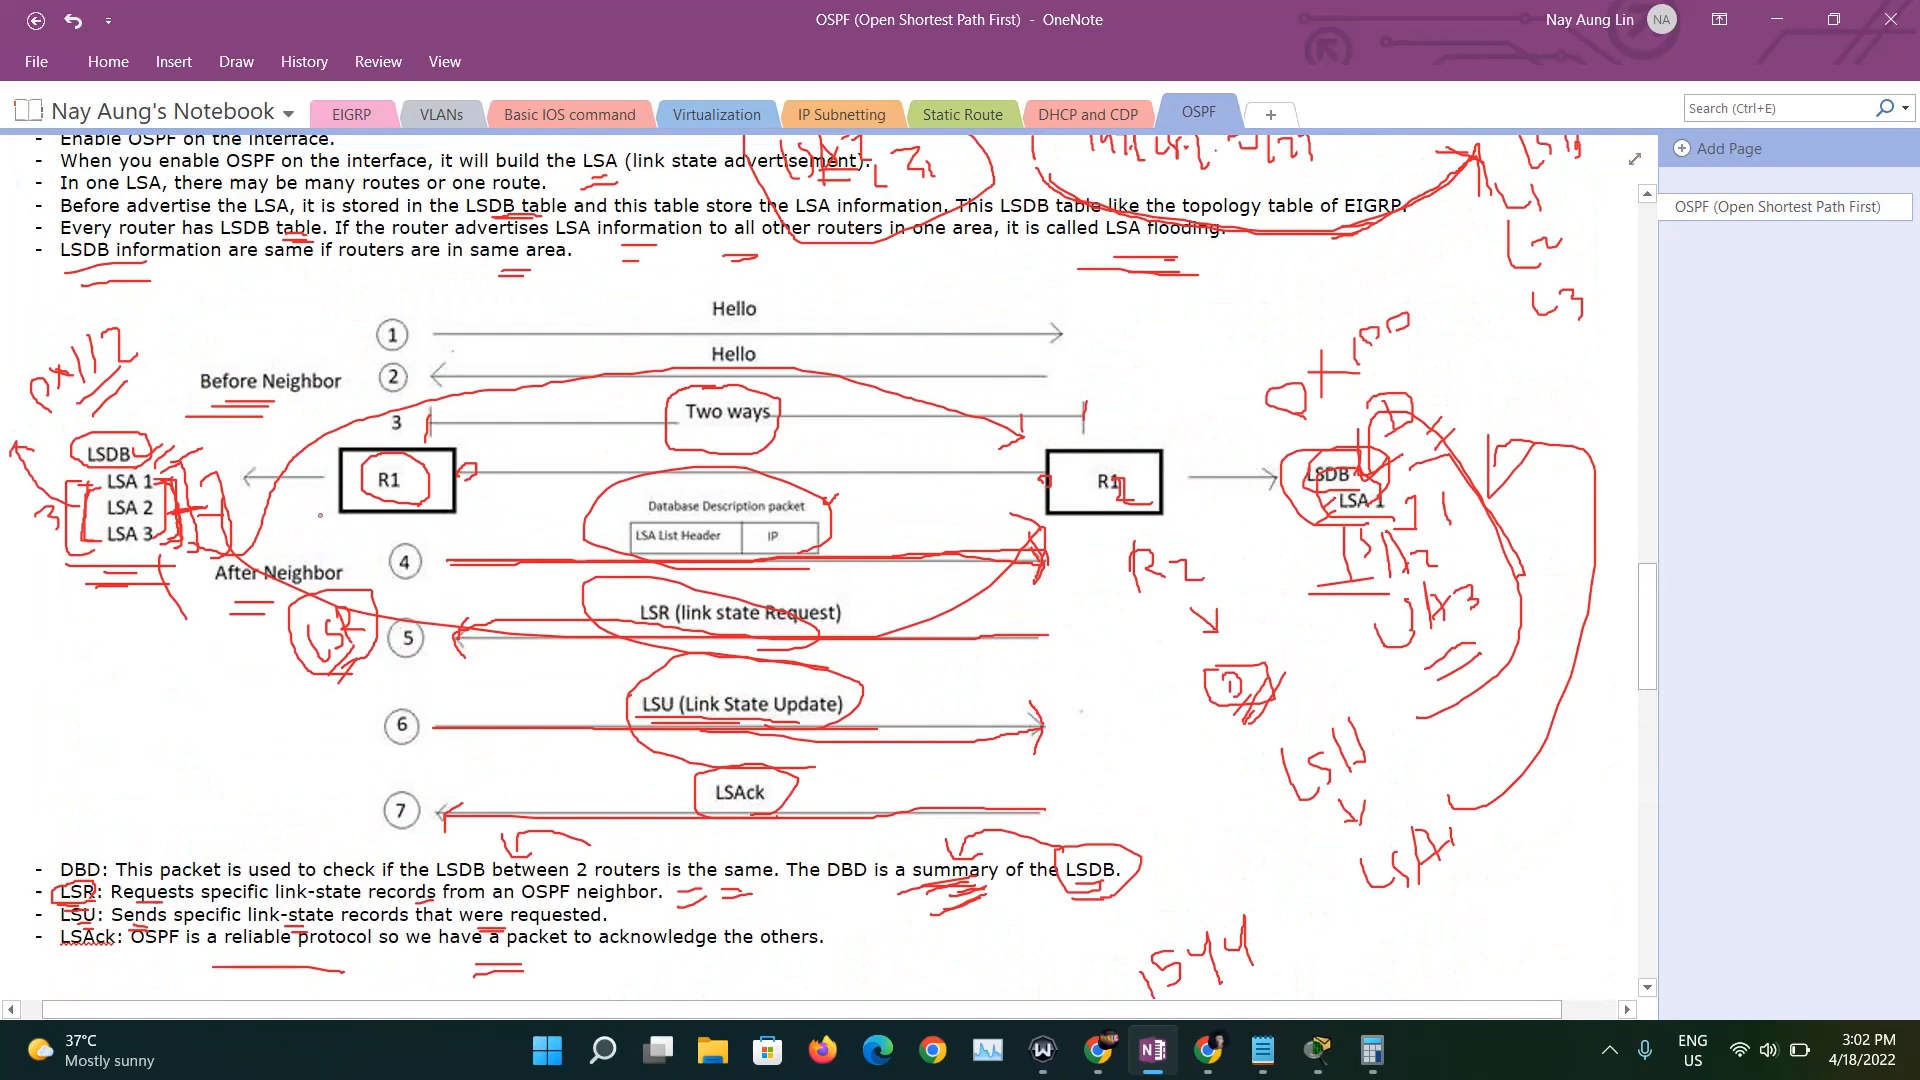 OSPF (Open Shortest Path First) - OneNote
Nay Aung Lin
NA
File Home Insert Draw History Review View
Nay Aung's Notebook
EIGRP VLANs Basic IOS command Virtualization IP Subnetting Static Route DHCP and CDP OSPF +
Search (Ctrl+E)
Add Page
OSPF (Open Shortest Path First)
- Enable OSPF on the interface.
- When you enable OSPF on the interface, it will build the LSA (link state advertisement).
- In one LSA, there may be many routes or one route.
- Before advertise the LSA, it is stored in the LSDB table and this table store the LSA information. This LSDB table like the topology table of EIGRP.
- Every router has LSDB table. If the router advertises LSA information to all other routers in one area, it is called LSA flooding.
- LSDB information are same if routers are in same area.
L1
L2
L3
1 Hello
2 Hello
Before Neighbor
3 Two ways
0x112
0x100
LSDB
LSA 1
LSA 2
LSA 3
R1
R1
2
LSDB
LSA 1
Database Description packet
LSA List Header IP
4
After Neighbor
R2
5 LSR (link state Request)
D
6 LSU (Link State Update)
LSU
7 LSAck
- DBD: This packet is used to check if the LSDB between 2 routers is the same. The DBD is a summary of the LSDB.
- LSR: Requests specific link-state records from an OSPF neighbor.
- LSU: Sends specific link-state records that were requested.
- LSAck: OSPF is a reliable protocol so we have a packet to acknowledge the others.
1544
37°C
Mostly sunny
ENG
US
3:02 PM
4/18/2022